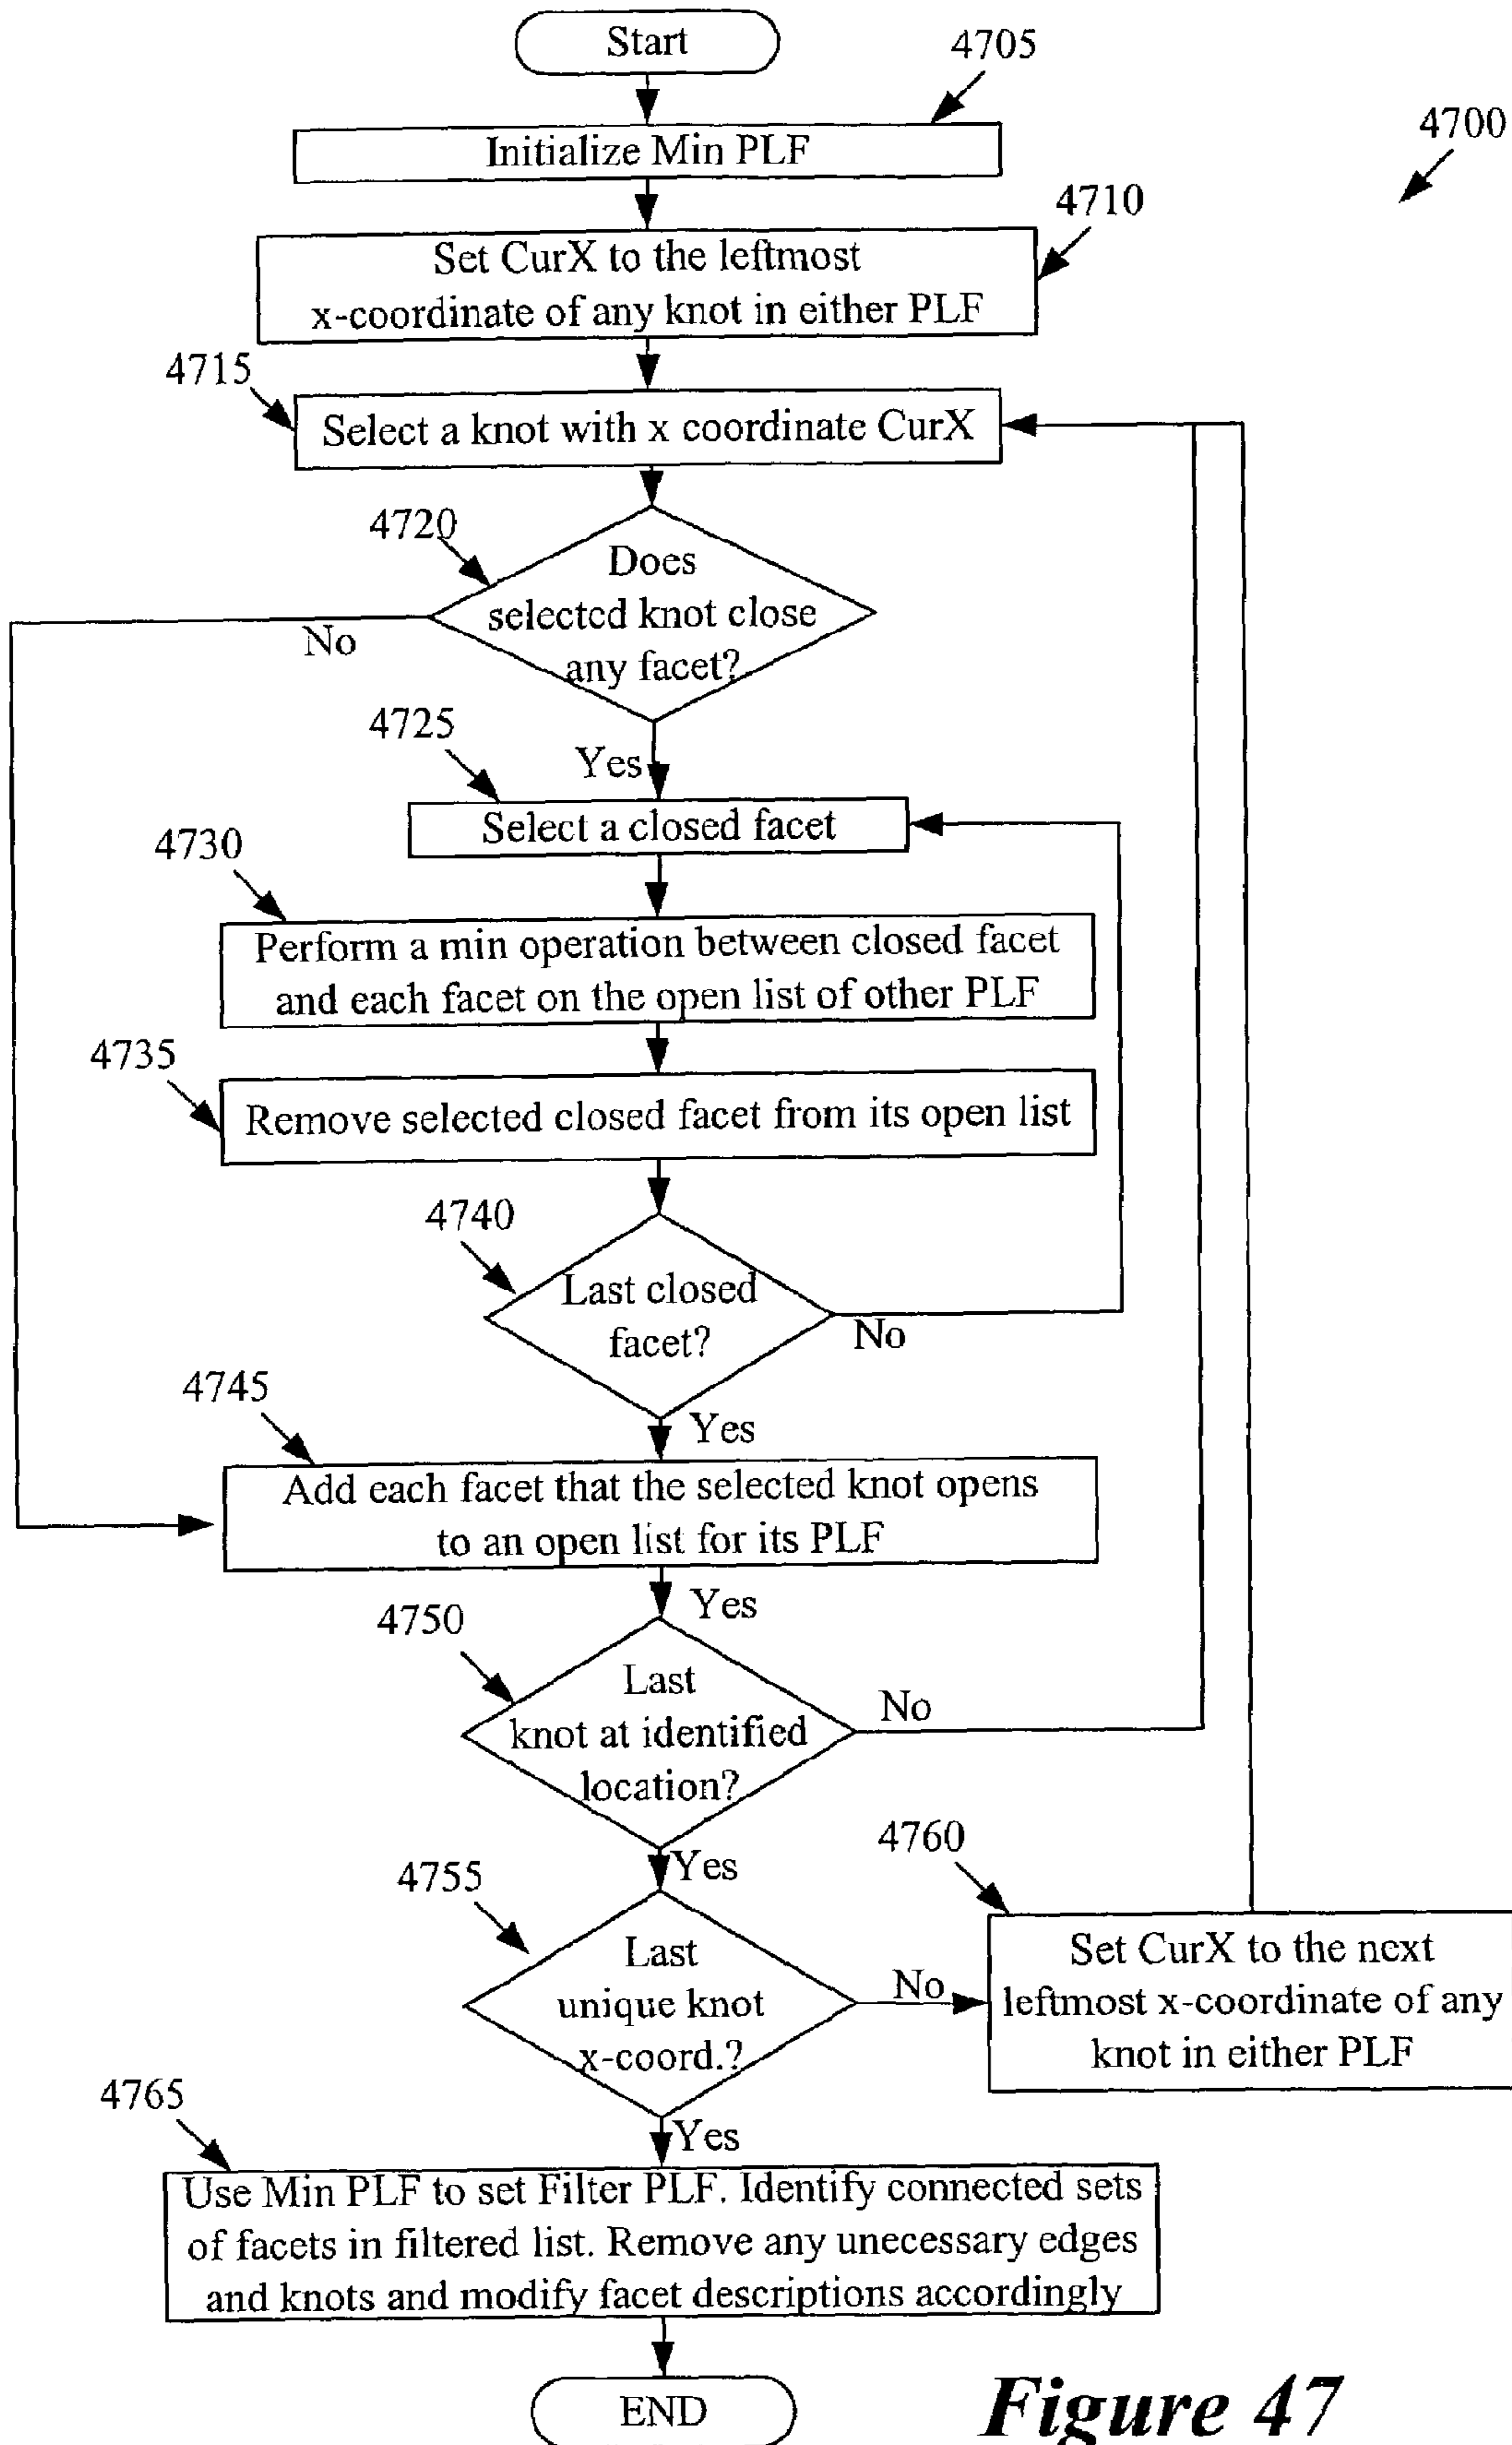 Start
4705
4700
Initialize Min PLF
4710
Set CurX to the leftmost
x-coordinate of any knot in either PLF
4715
Select a knot with x coordinate CurX
4720
Does
selected knot close
any facet?
No
4725
Yes
Select a closed facet
4730
Perform a min operation between closed facet
and each facet on the open list of other PLF
4735
Remove selected closed facet from its open list
4740
Last closed
facet?
No
4745
Yes
Add each facet that the selected knot opens
to an open list for its PLF
4750
Yes
Last
knot at identified
location?
No
4760
4755
Yes
Last
unique knot
x-coord.?
No
Set CurX to the next
leftmost x-coordinate of any
knot in either PLF
4765
Yes
Use Min PLF to set Filter PLF. Identify connected sets
of facets in filtered list. Remove any unecessary edges
and knots and modify facet descriptions accordingly
END
Figure 47